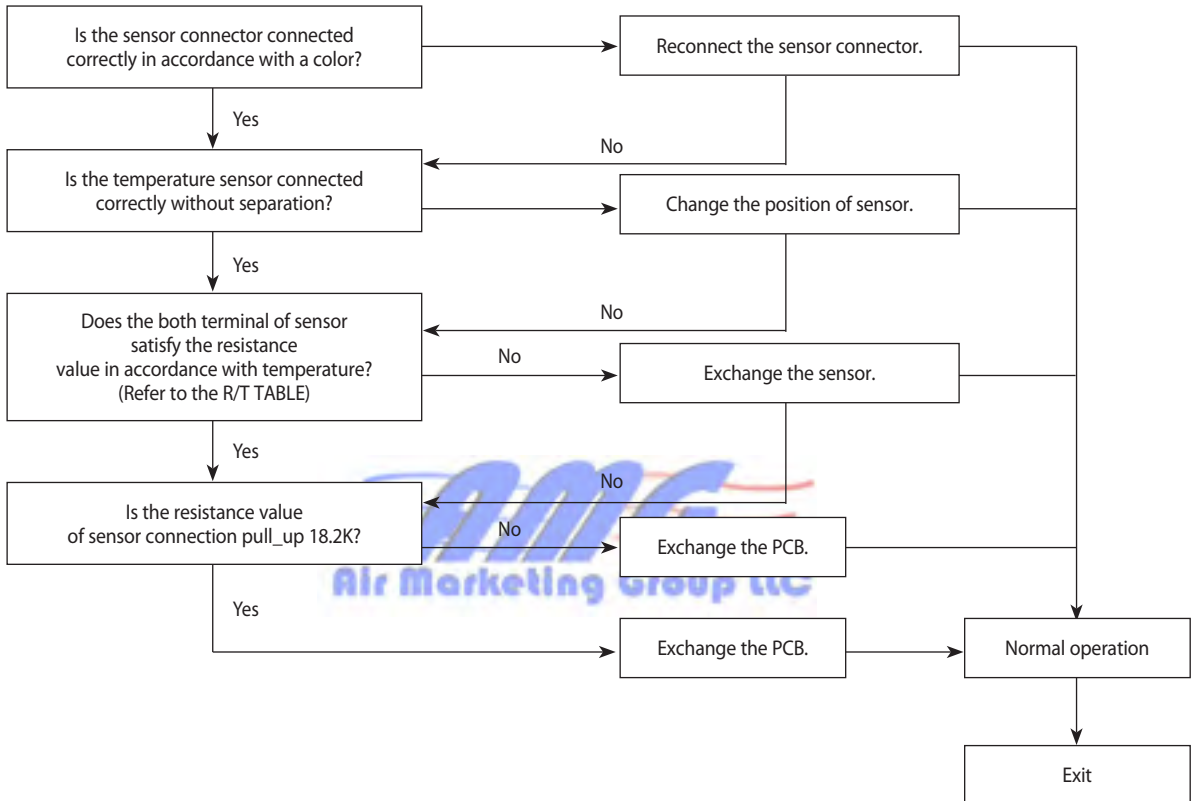 Is the sensor connector connected
correctly in accordance with a color?
Reconnect the sensor connector.
Yes
No
Is the temperature sensor connected
correctly without separation?
Change the position of sensor.
Yes
No
Does the both terminal of sensor
satisfy the resistance
value in accordance with temperature?
(Refer to the R/T TABLE)
No
Exchange the sensor.
Yes
No
Is the resistance value
of sensor connection pull_up 18.2K?
No
Exchange the PCB.
AMG
Air Marketing Group LLC
Yes
Exchange the PCB.
Normal operation
Exit